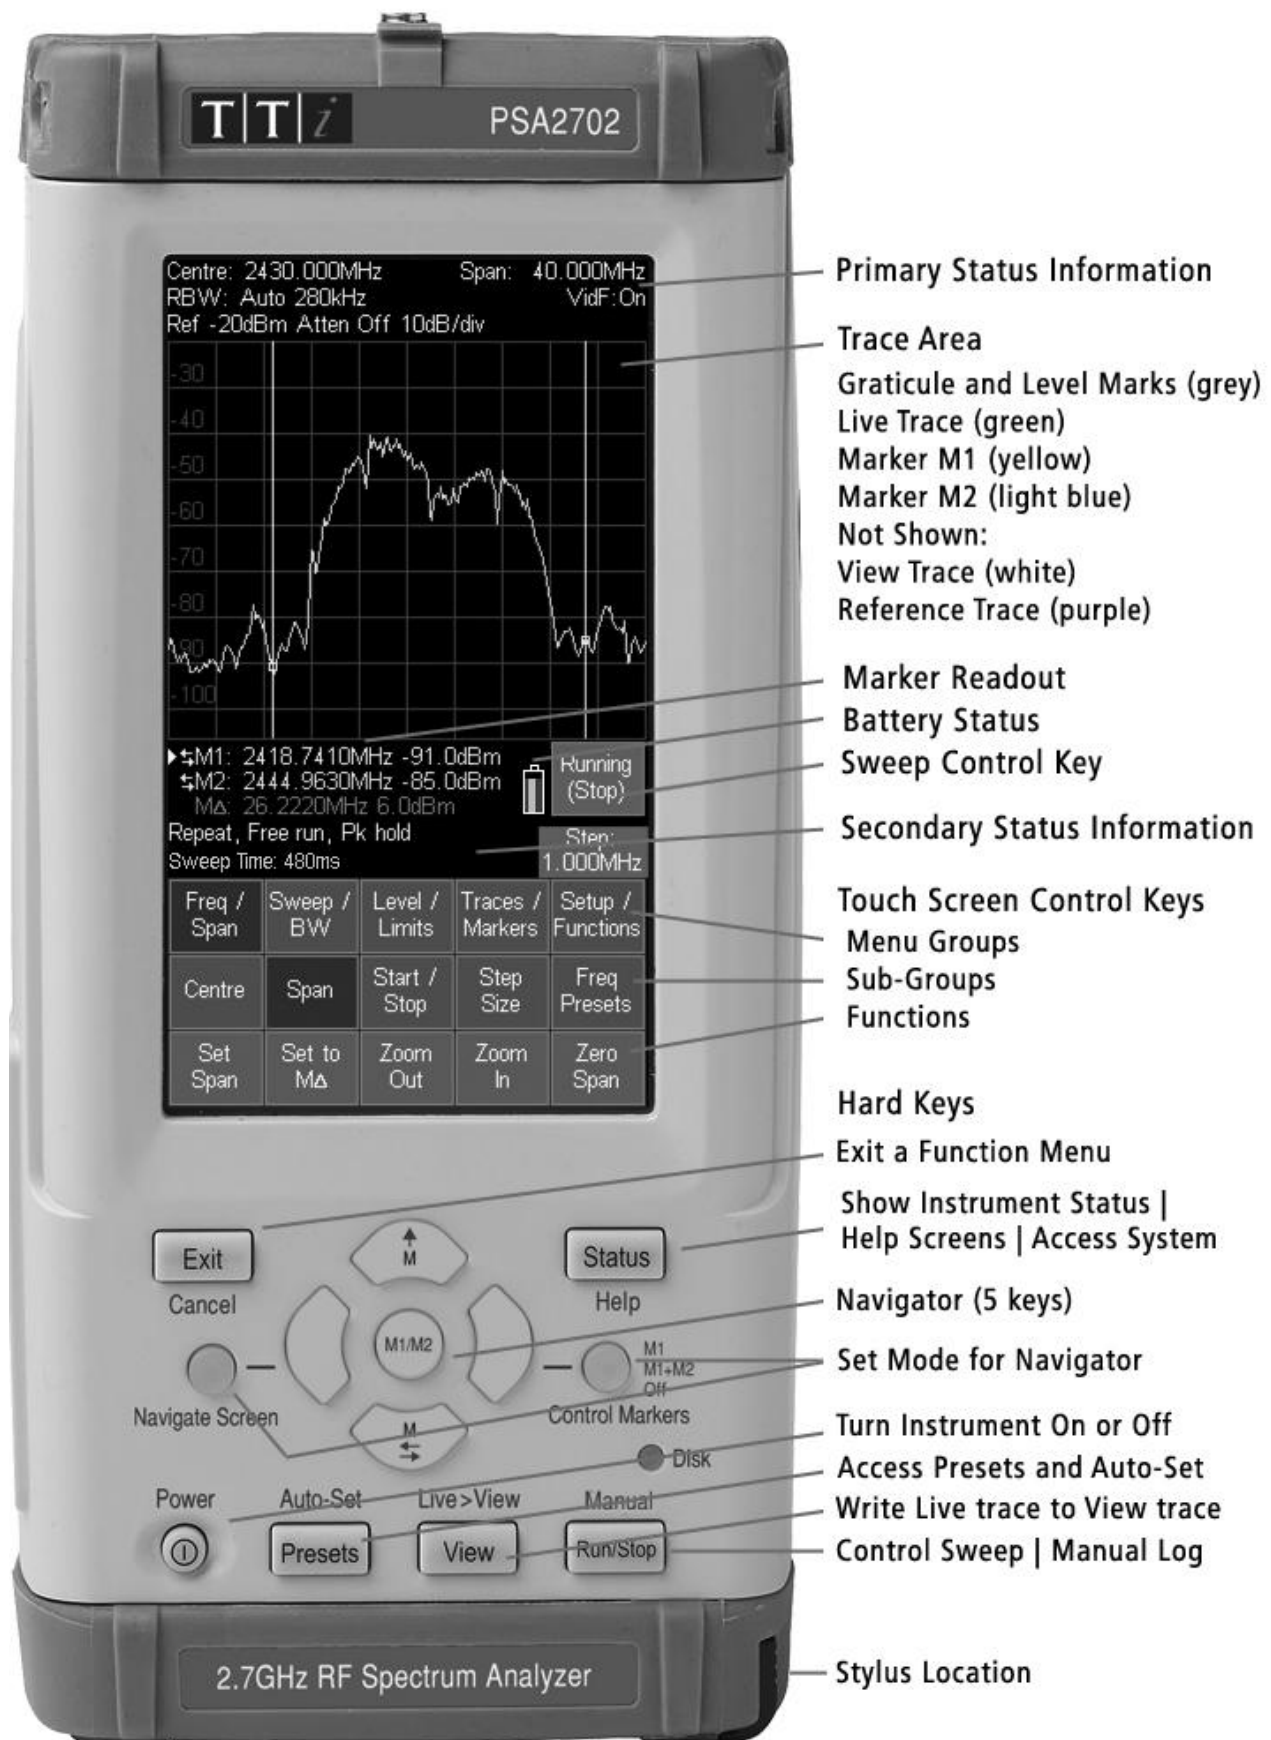 TTi PSA2702
Centre: 2430.000MHz Span: 40.000MHz
RBW: Auto 280kHz VidF:On
Ref -20dBm Atten Off 10dB/div
-30
-40
-50
-60
-70
-80
-90
-100
M1: 2418.7410MHz -91.0dBm
M2: 2444.9630MHz -85.0dBm
MΔ: 26.2220MHz 6.0dBm
Running
(Stop)
Repeat, Free run, Pk hold
Sweep Time: 480ms
Step:
1.000MHz
Freq /
Span
Sweep /
BW
Level /
Limits
Traces /
Markers
Setup /
Functions
Centre
Span
Start /
Stop
Step
Size
Freq
Presets
Set
Span
Set to
MΔ
Zoom
Out
Zoom
In
Zero
Span
Exit
Cancel
M
Status
Help
M1/M2
Navigate Screen
M1
M1+M2
Off
Control Markers
M
Disk
Power
Auto-Set
Presets
Live>View
View
Manual
Run/Stop
2.7GHz RF Spectrum Analyzer
Primary Status Information
Trace Area
Graticule and Level Marks (grey)
Live Trace (green)
Marker M1 (yellow)
Marker M2 (light blue)
Not Shown:
View Trace (white)
Reference Trace (purple)
Marker Readout
Battery Status
Sweep Control Key
Secondary Status Information
Touch Screen Control Keys
Menu Groups
Sub-Groups
Functions
Hard Keys
Exit a Function Menu
Show Instrument Status |
Help Screens | Access System
Navigator (5 keys)
Set Mode for Navigator
Turn Instrument On or Off
Access Presets and Auto-Set
Write Live trace to View trace
Control Sweep | Manual Log
Stylus Location